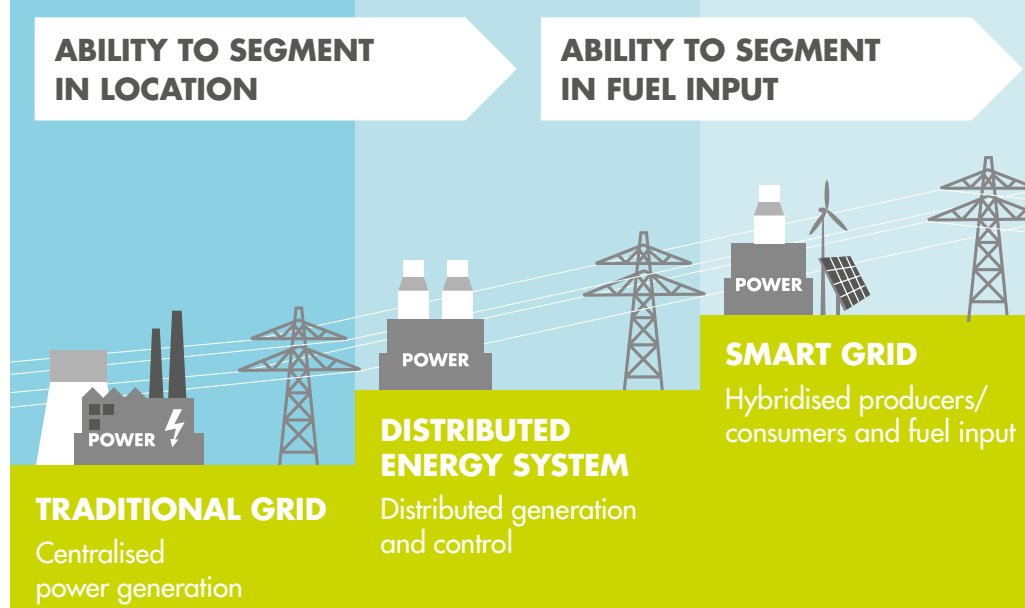 ABILITY TO SEGMENT
IN LOCATION
ABILITY TO SEGMENT
IN FUEL INPUT
POWER
TRADITIONAL GRID
Centralised
power generation
POWER
DISTRIBUTED
ENERGY SYSTEM
Distributed generation
and control
POWER
SMART GRID
Hybridised producers/
consumers and fuel input